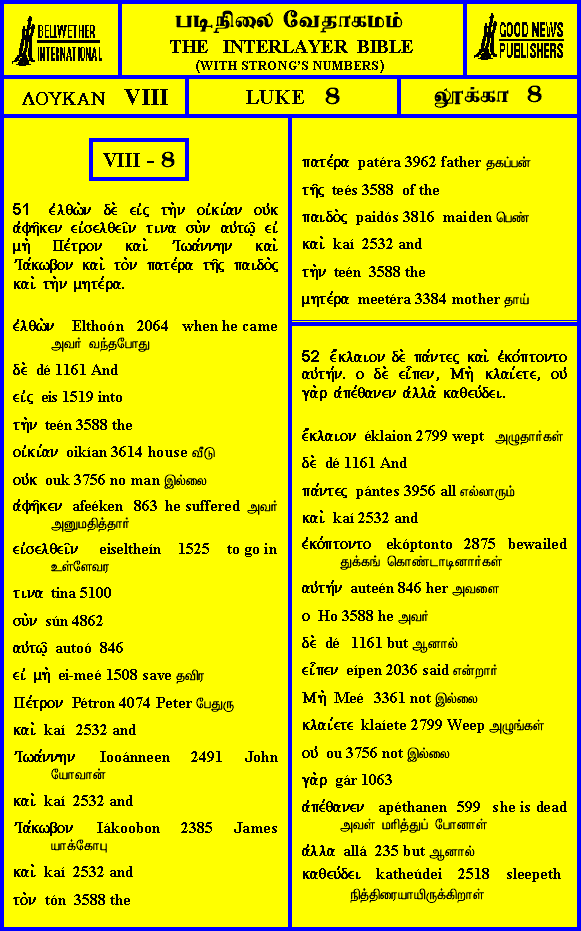 BELLWETHER
INTERNATIONAL
படிநிலை வேதாகமம்
THE INTERLAYER BIBLE
(WITH STRONG'S NUMBERS)
GOOD NEWS
PUBLISHERS
ΛΟΥΚΑΝ VIII
LUKE 8
லூக்கா 8
VIII - 8
51 ἐλθὼν δὲ εἰς τὴν οἰκίαν οὐκ
ἀφῆκεν εἰσελθεῖν τινα σὺν αὐτῷ εἰ
μὴ Πέτρον καὶ Ἰωάννην καὶ
Ἰάκωβον καὶ τὸν πατέρα τῆς παιδὸς
καὶ τὴν μητέρα.
ἐλθὼν Elthoón 2064 when he came
அவர் வந்தபோது
δὲ dé 1161 And
εἰς eis 1519 into
τὴν teén 3588 the
οἰκίαν oikían 3614 house வீடு
οὐκ ouk 3756 no man இல்லை
ἀφῆκεν afeéken 863 he suffered அவர்
அனுமதித்தார்
εἰσελθεῖν eiseltheín 1525 to go in
உள்ளேவர
τινα tina 5100
σὺν sún 4862
αὐτῷ autoó 846
εἰ μὴ ei-meé 1508 save தவிர
Πέτρον Pétron 4074 Peter பேதுரு
καὶ kaí 2532 and
Ἰωάννην Iooánneen 2491 John
யோவான்
καὶ kaí 2532 and
Ἰάκωβον Iákoobon 2385 James
யாக்கோபு
καὶ kaí 2532 and
τὸν tón 3588 the
πατέρα patéra 3962 father தகப்பன்
τῆς teés 3588 of the
παιδὸς paidós 3816 maiden பெண்
καὶ kaí 2532 and
τὴν teén 3588 the
μητέρα meetéra 3384 mother தாய்
52 ἔκλαιον δὲ πάντες καὶ ἐκόπτοντο
αὐτήν. ο δὲ εἶπεν, Μὴ κλαίετε, οὐ
γὰρ ἀπέθανεν ἀλλὰ καθεύδει.
ἔκλαιον éklaion 2799 wept அழுதார்கள்
δὲ dé 1161 And
πάντες pántes 3956 all எல்லாரும்
καὶ kaí 2532 and
ἐκόπτοντο ekóptonto 2875 bewailed
துக்கங் கொண்டாடினார்கள்
αὐτήν auteén 846 her அவளை
ο Ho 3588 he அவர்
δὲ dé 1161 but ஆனால்
εἶπεν eípen 2036 said என்றார்
Μὴ Meé 3361 not இல்லை
κλαίετε klaíete 2799 Weep அழுங்கள்
οὐ ou 3756 not இல்லை
γὰρ gár 1063
ἀπέθανεν apéthanen 599 she is dead
அவள் மரித்துப் போனாள்
ἀλλα allá 235 but ஆனால்
καθεύδει katheúdei 2518 sleepeth
நித்திரையாயிருக்கிறாள்